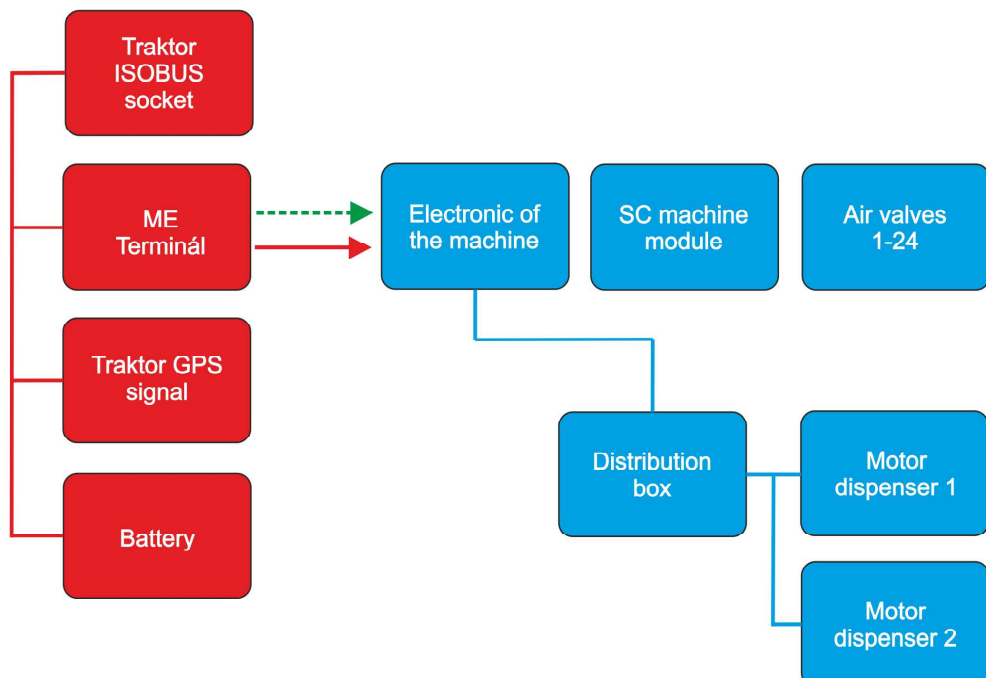 Traktor
ISOBUS
socket
ME
Terminál
Electronic of
the machine
SC machine
module
Air valves
1-24
Traktor GPS
signal
Distribution
box
Motor
dispenser 1
Battery
Motor
dispenser 2